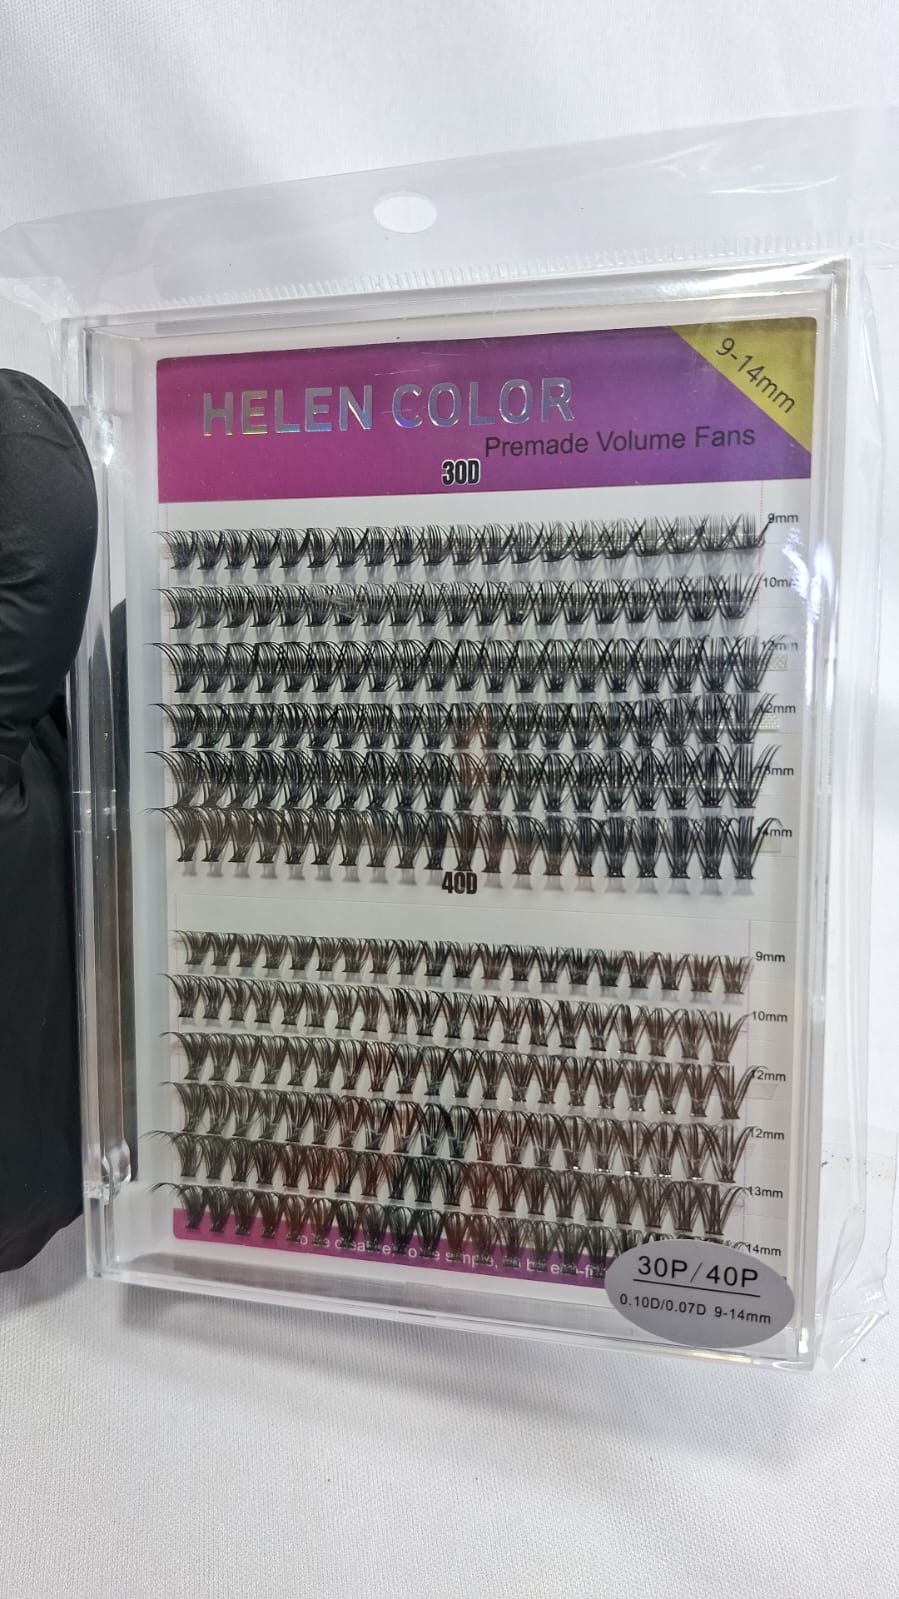 9-14mm
HELEN COLOR
Premade Volume Fans
30D
9mm
12mm
40D
9mm
10mm
12mm
12mm
13mm
14mm
30P/40P
0.10D/0.07D 9-14mm